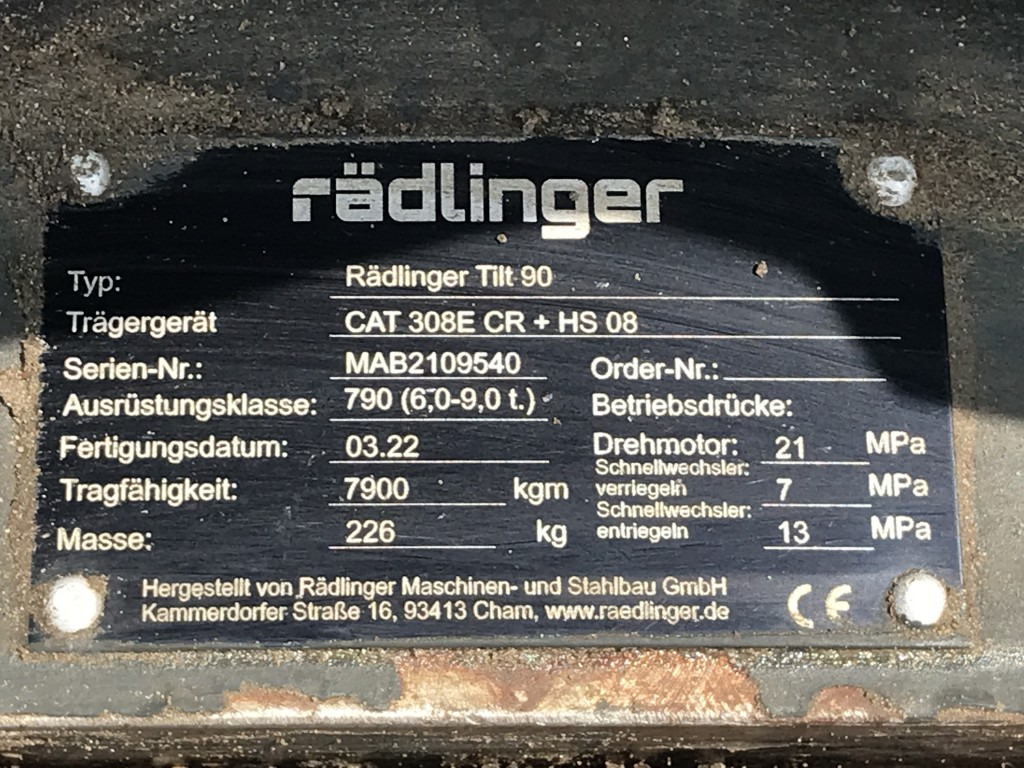 rädlinger
Typ: Rädlinger Tilt 90
Trägergerät CAT 308E CR + HS 08
Serien-Nr.: MAB2109540 Order-Nr.:
Ausrüstungsklasse: 790 (6,0-9,0 t.) Betriebsdrücke:
Fertigungsdatum: 03.22 Drehmotor: 21 MPa
Tragfähigkeit: 7900 kgm Schnellwechsler: verriegeln 7 MPa
Masse: 226 kg Schnellwechsler: entriegeln 13 MPa
Hergestellt von Rädlinger Maschinen- und Stahlbau GmbH
Kammerdorfer Straße 16, 93413 Cham, www.raedlinger.de
CE